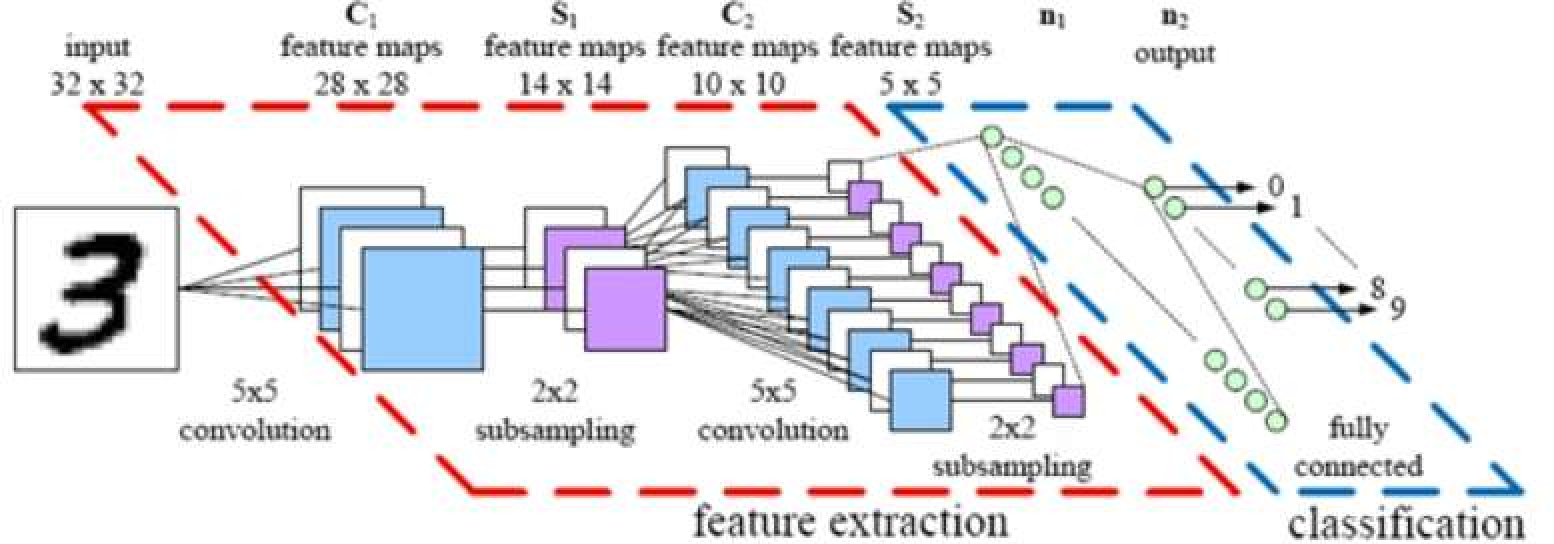 input
32 x 32
C1
feature maps
28 x 28
S1
feature maps
14 x 14
C2
feature maps
10 x 10
S2
feature maps
5 x 5
n1
n2
output
3
0
1
8
9
5x5
convolution
2x2
subsampling
5x5
convolution
2x2
subsampling
fully
connected
feature extraction
classification